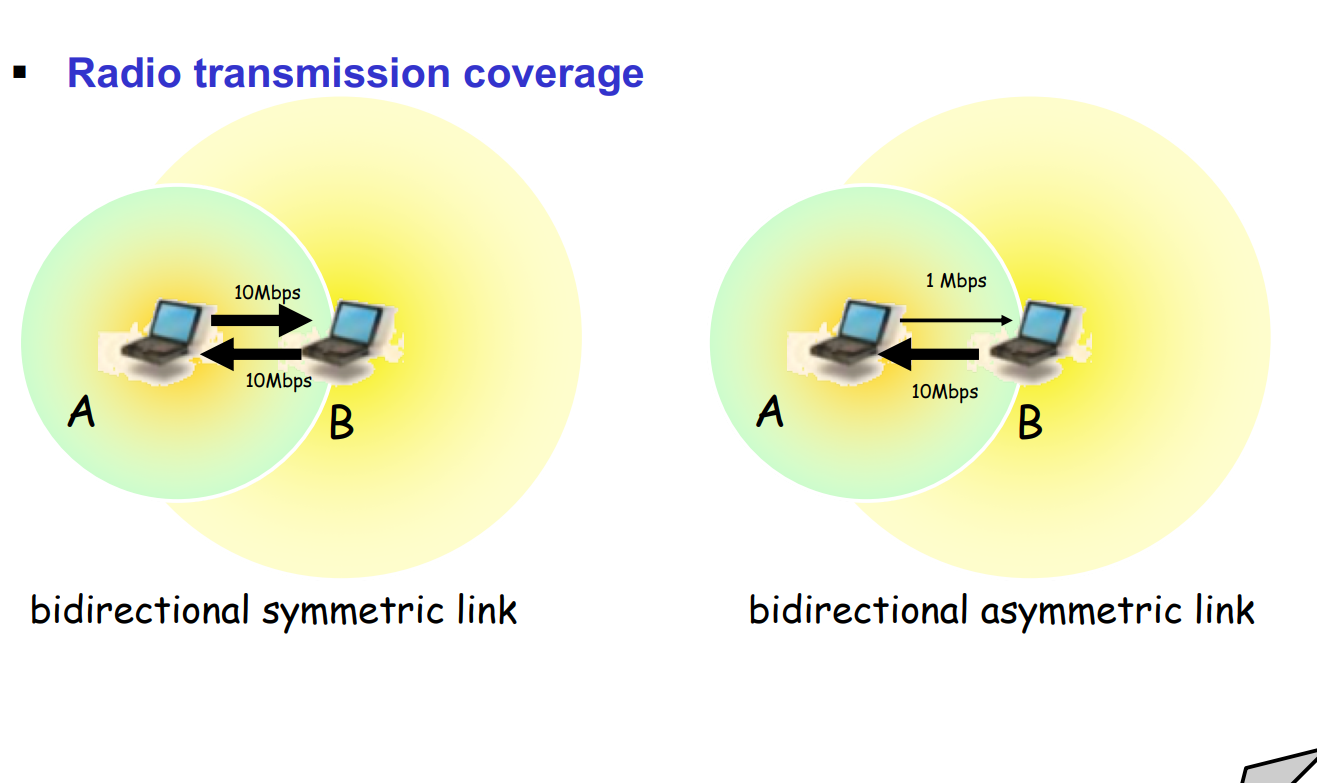 ▪ Radio transmission coverage
10Mbps
10Mbps
A
B
bidirectional symmetric link
1 Mbps
10Mbps
A
B
bidirectional asymmetric link